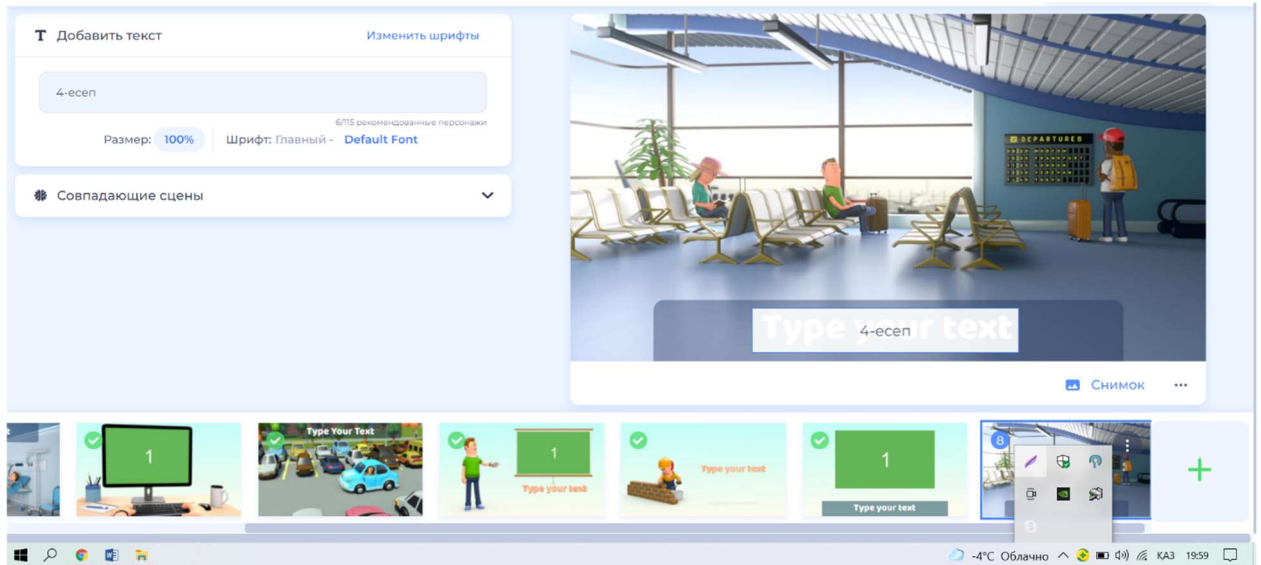 Добавить текст
Изменить шрифты
4-есеп
6/115 рекомендованные персонажи
Размер: 100% Шрифт: Главный - Default Font
Совпадающие сцены
DEPARTURES
Type your text
4-есеп
Снимок
1
Type Your Text
1
Type your text
Type your text
1
Type your text
8
-4°C Облачно ҚАЗ 19:59